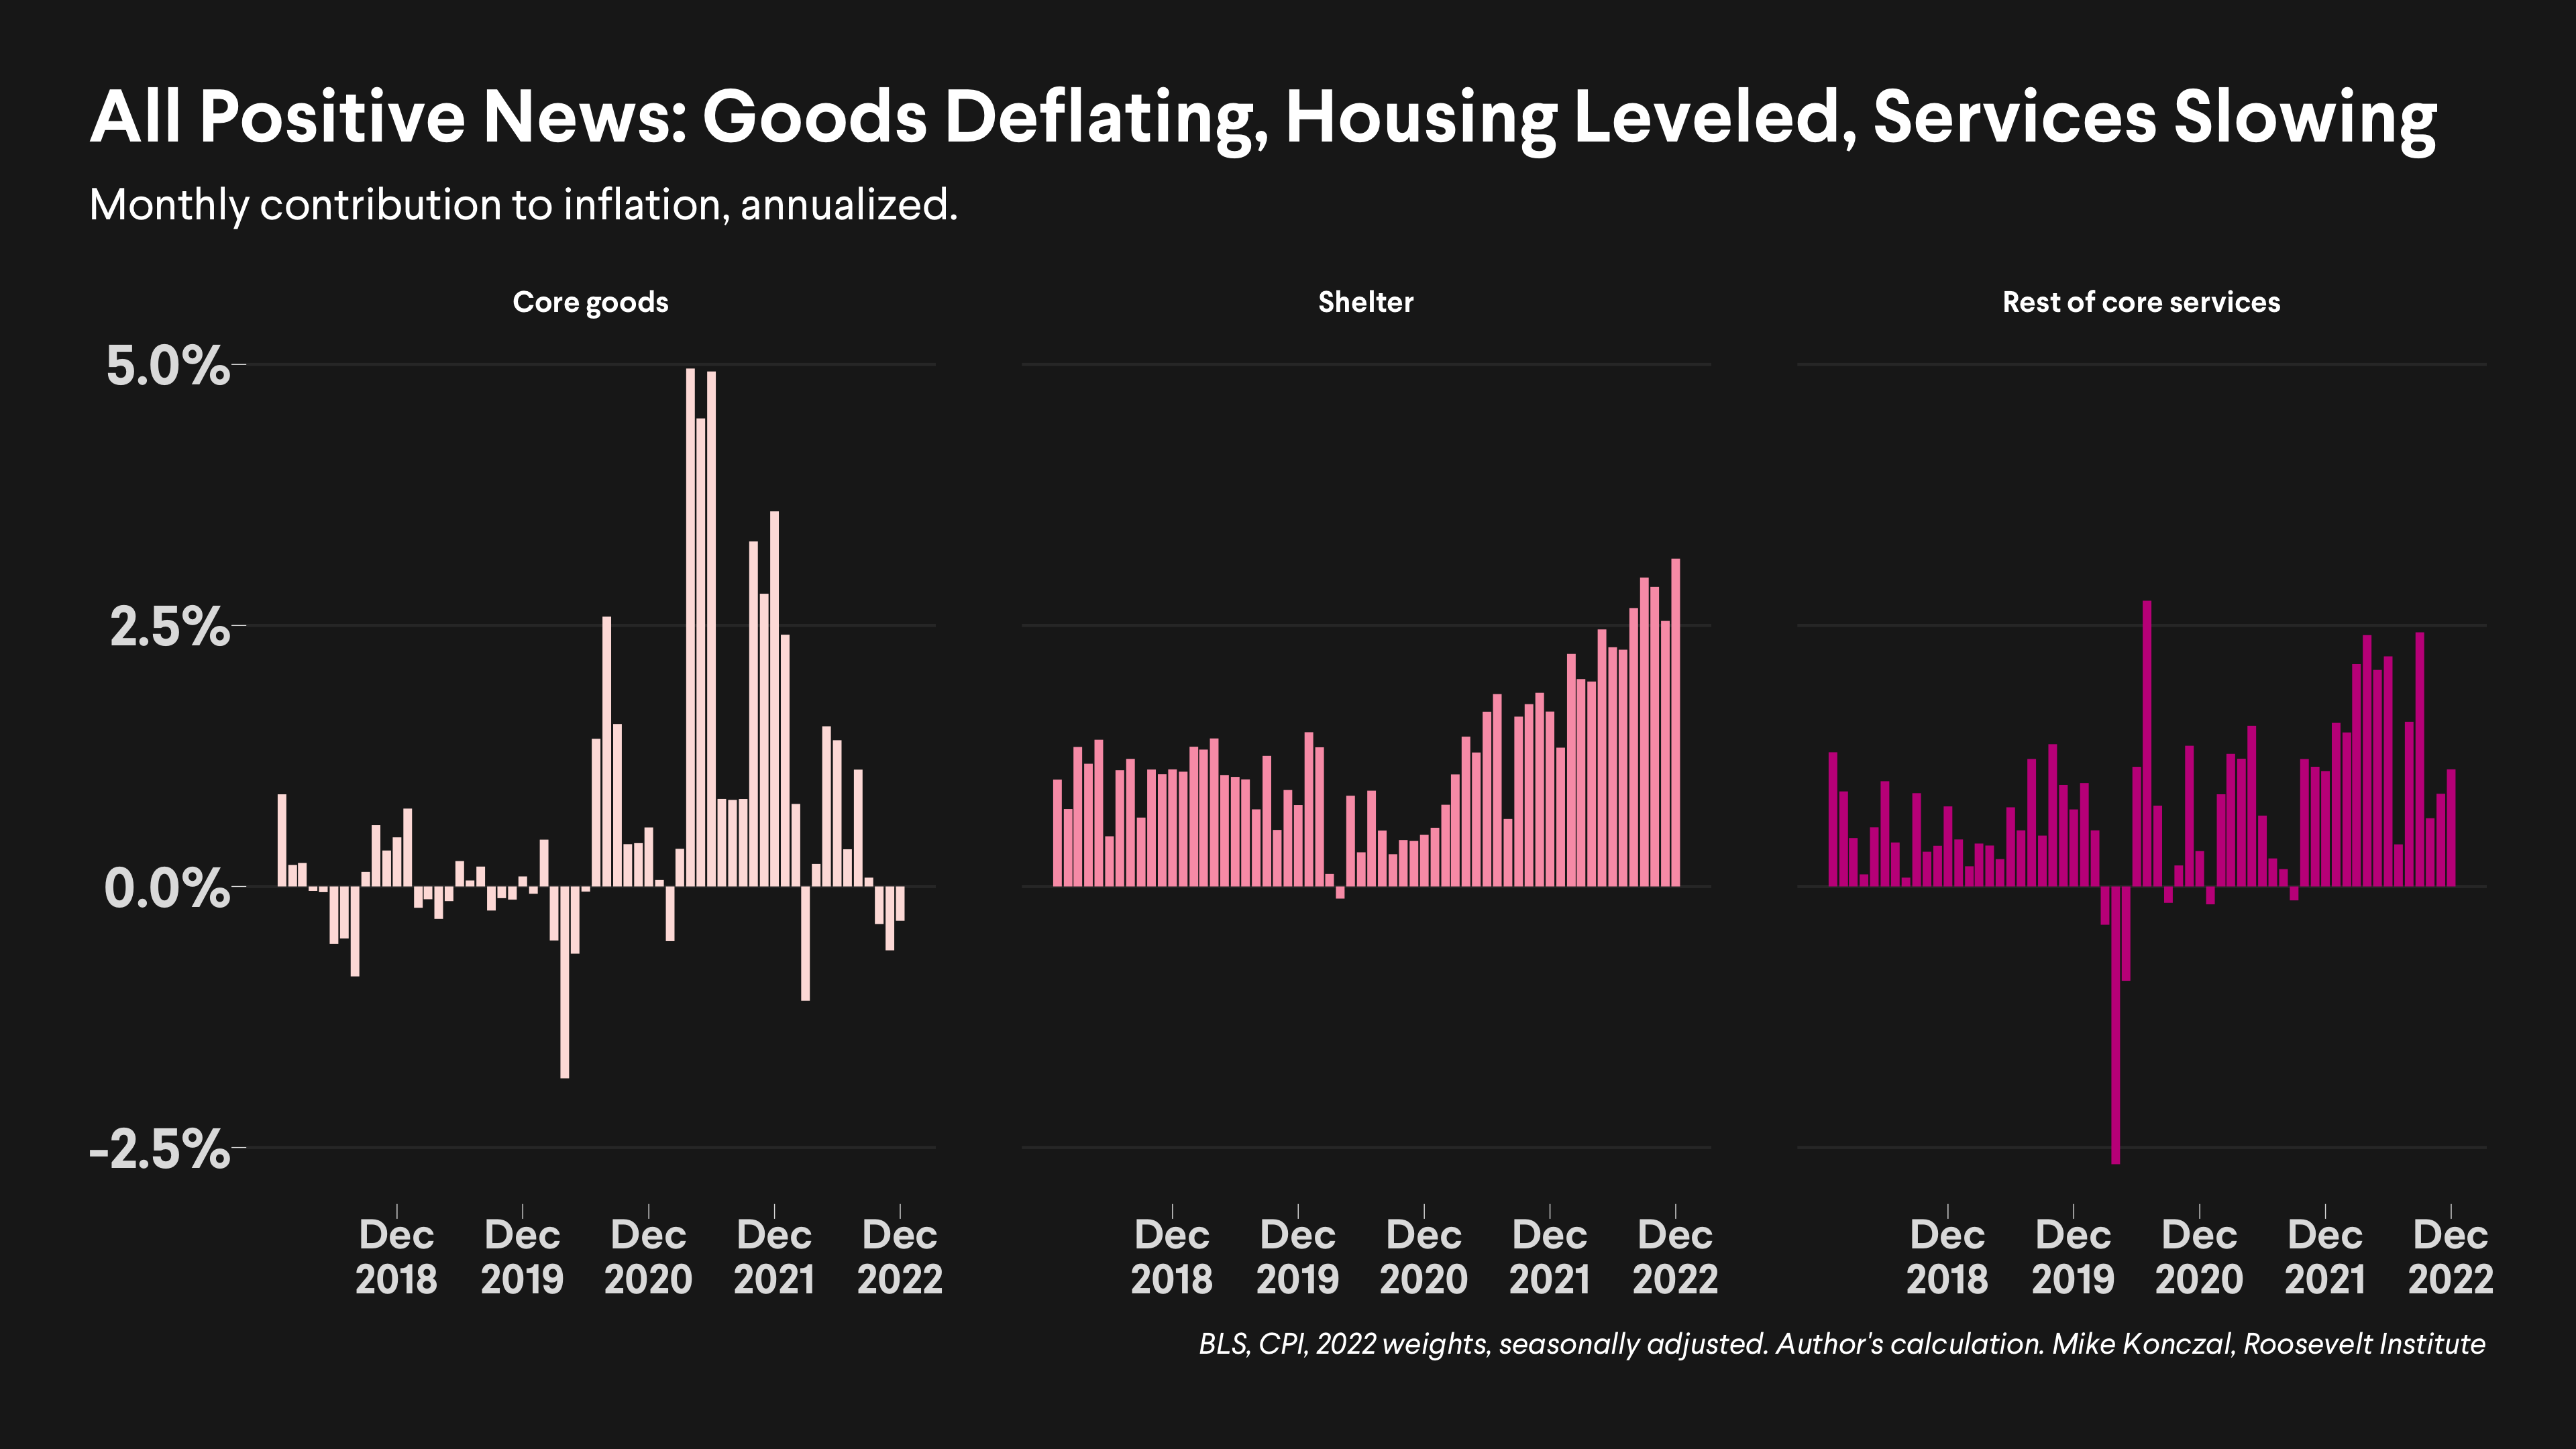 All Positive News: Goods Deflating, Housing Leveled, Services Slowing
Monthly contribution to inflation, annualized.
Core goods
Shelter
Rest of core services
5.0%
2.5%
0.0%
-2.5%
Dec
2018
Dec
2019
Dec
2020
Dec
2021
Dec
2022
Dec
2018
Dec
2019
Dec
2020
Dec
2021
Dec
2022
Dec
2018
Dec
2019
Dec
2020
Dec
2021
Dec
2022
BLS, CPI, 2022 weights, seasonally adjusted. Author's calculation. Mike Konczal, Roosevelt Institute